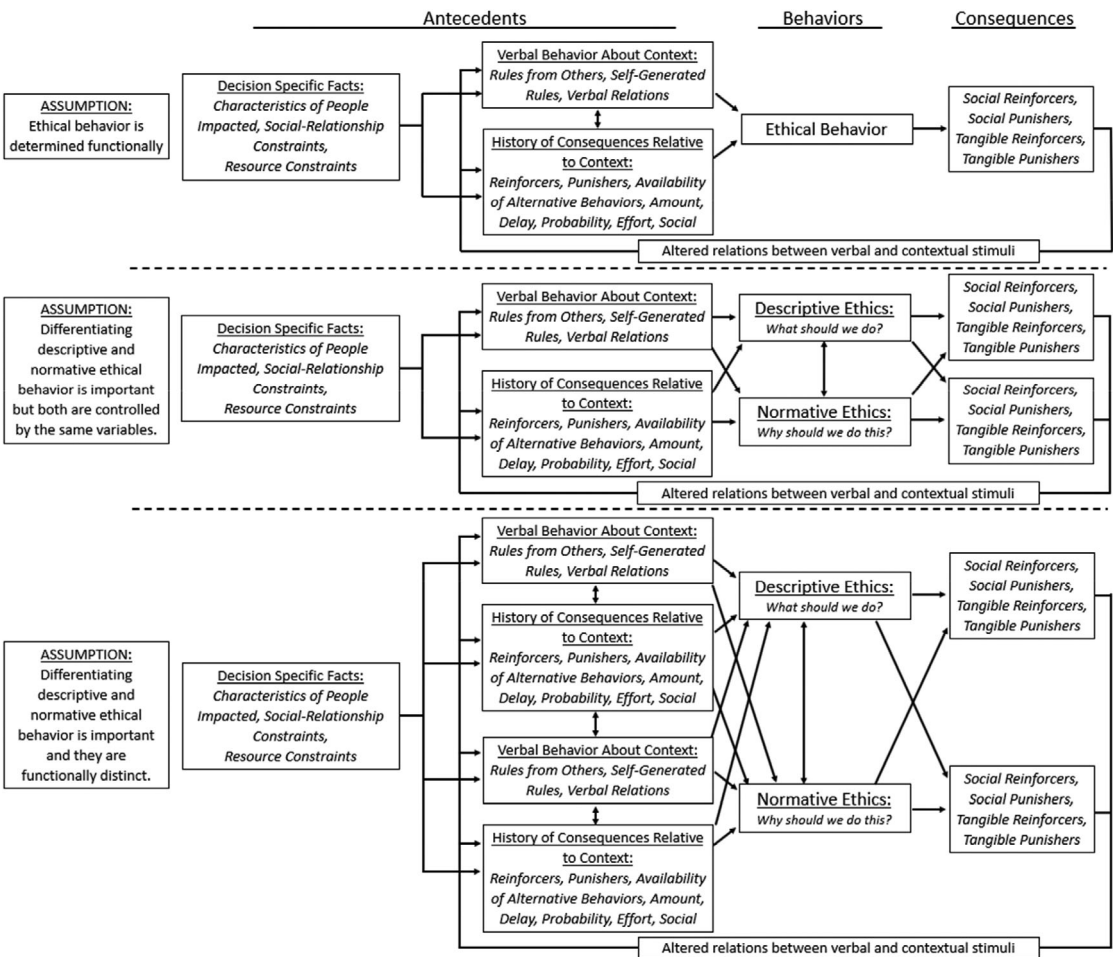 Antecedents
Behaviors
Consequences
ASSUMPTION:
Ethical behavior is
determined functionally
Decision Specific Facts:
Characteristics of People
Impacted, Social-Relationship
Constraints,
Resource Constraints
Verbal Behavior About Context:
Rules from Others, Self-Generated
Rules, Verbal Relations
History of Consequences Relative
to Context:
Reinforcers, Punishers, Availability
of Alternative Behaviors, Amount,
Delay, Probability, Effort, Social
Ethical Behavior
Social Reinforcers,
Social Punishers,
Tangible Reinforcers,
Tangible Punishers
Altered relations between verbal and contextual stimuli
ASSUMPTION:
Differentiating
descriptive and
normative ethical
behavior is important
but both are controlled
by the same variables.
Decision Specific Facts:
Characteristics of People
Impacted, Social-Relationship
Constraints,
Resource Constraints
Verbal Behavior About Context:
Rules from Others, Self-Generated
Rules, Verbal Relations
History of Consequences Relative
to Context:
Reinforcers, Punishers, Availability
of Alternative Behaviors, Amount,
Delay, Probability, Effort, Social
Descriptive Ethics:
What should we do?
Normative Ethics:
Why should we do this?
Social Reinforcers,
Social Punishers,
Tangible Reinforcers,
Tangible Punishers
Social Reinforcers,
Social Punishers,
Tangible Reinforcers,
Tangible Punishers
Altered relations between verbal and contextual stimuli
ASSUMPTION:
Differentiating
descriptive and
normative ethical
behavior is important
and they are
functionally distinct.
Decision Specific Facts:
Characteristics of People
Impacted, Social-Relationship
Constraints,
Resource Constraints
Verbal Behavior About Context:
Rules from Others, Self-Generated
Rules, Verbal Relations
History of Consequences Relative
to Context:
Reinforcers, Punishers, Availability
of Alternative Behaviors, Amount,
Delay, Probability, Effort, Social
Verbal Behavior About Context:
Rules from Others, Self-Generated
Rules, Verbal Relations
History of Consequences Relative
to Context:
Reinforcers, Punishers, Availability
of Alternative Behaviors, Amount,
Delay, Probability, Effort, Social
Descriptive Ethics:
What should we do?
Normative Ethics:
Why should we do this?
Social Reinforcers,
Social Punishers,
Tangible Reinforcers,
Tangible Punishers
Social Reinforcers,
Social Punishers,
Tangible Reinforcers,
Tangible Punishers
Altered relations between verbal and contextual stimuli